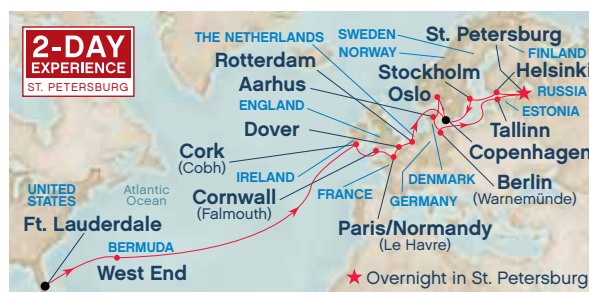 2-DAY
EXPERIENCE
ST. PETERSBURG
SWEDEN
St. Petersburg
THE NETHERLANDS
NORWAY
FINLAND
Rotterdam
Stockholm
Helsinki
Aarhus
Oslo
RUSSIA
ENGLAND
ESTONIA
Dover
Tallinn
Cork
(Cobh)
Copenhagen
IRELAND
DENMARK
Berlin
(Warnemünde)
UNITED
STATES
Atlantic
Ocean
Cornwall
(Falmouth)
FRANCE
GERMANY
Ft. Lauderdale
Paris/Normandy
(Le Havre)
BERMUDA
West End
Overnight in St. Petersburg